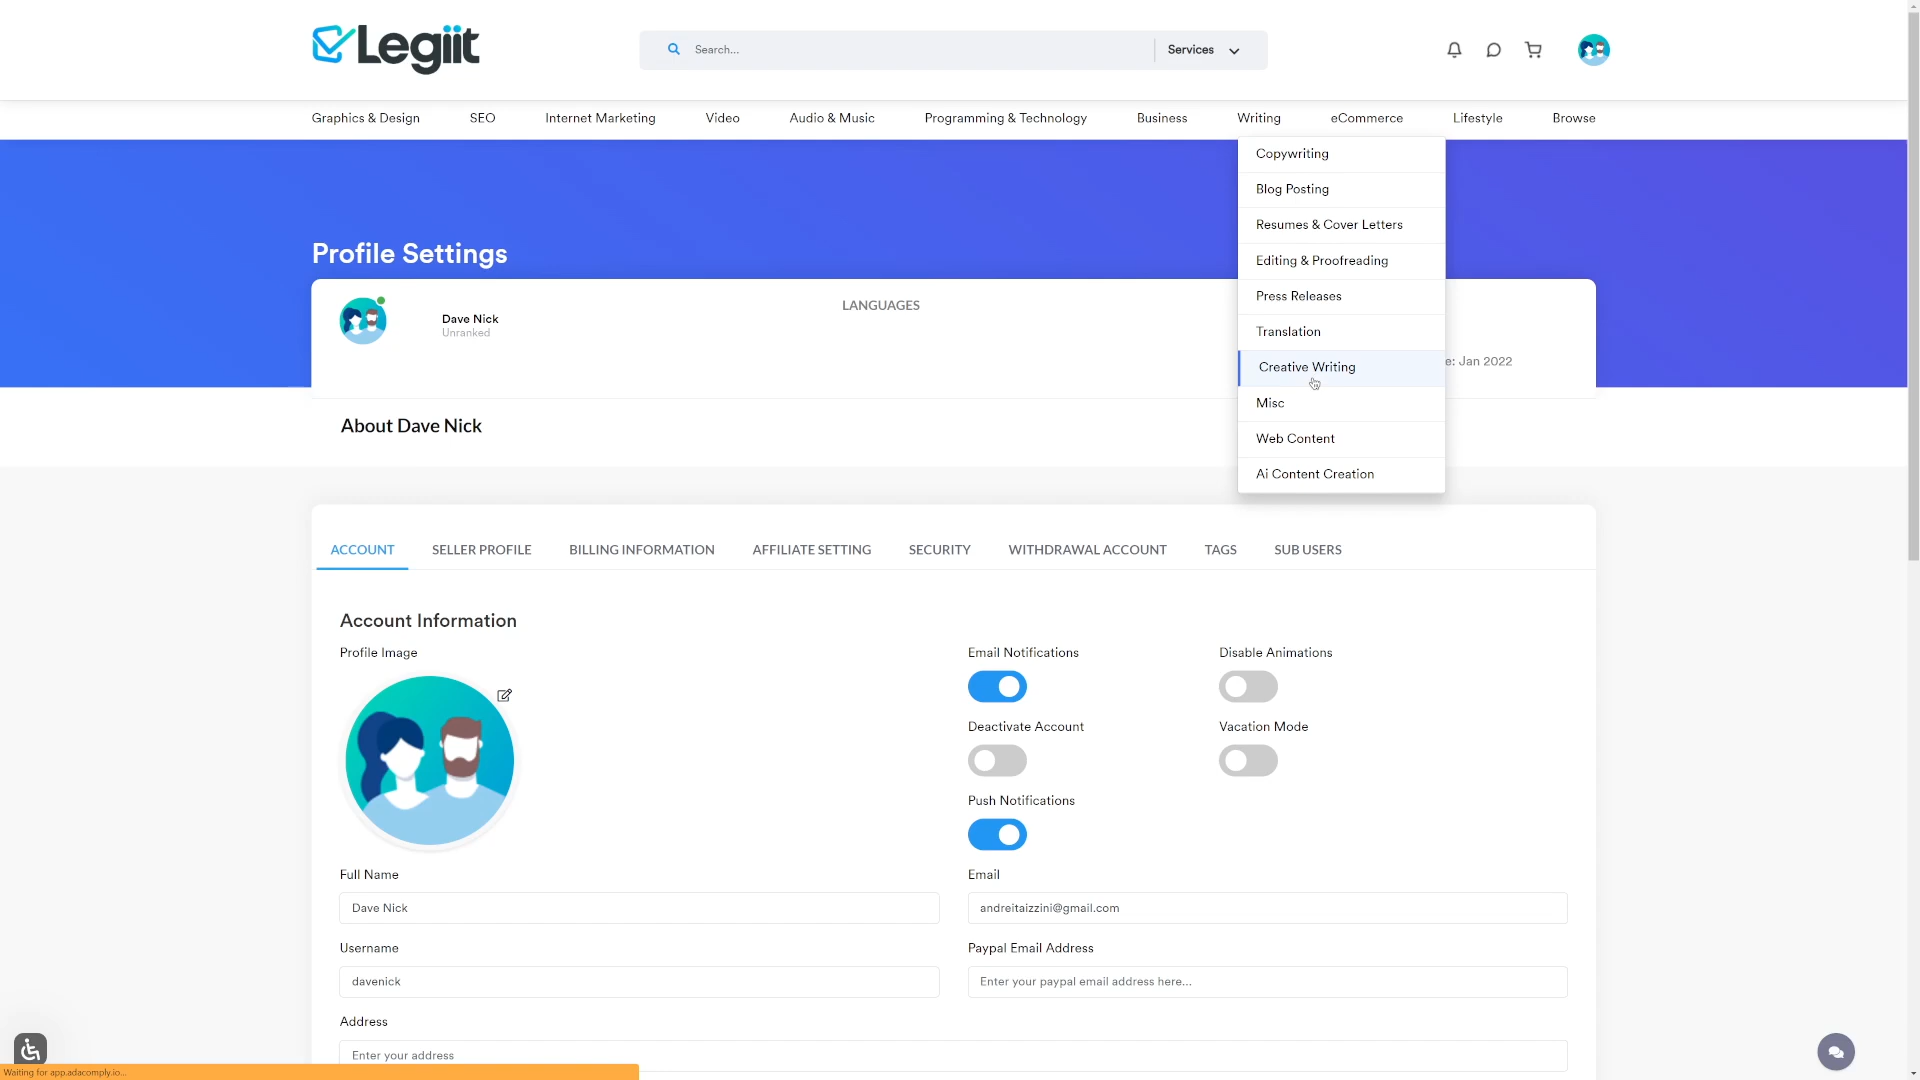 Legiit
Search...
Services
Graphics & Design SEO Internet Marketing Video Audio & Music Programming & Technology Business Writing eCommerce Lifestyle Browse
Copywriting
Blog Posting
Resumes & Cover Letters
Editing & Proofreading
Press Releases
Translation
Creative Writing
Misc
Web Content
Ai Content Creation
Profile Settings
Dave Nick
Unranked
LANGUAGES
e: Jan 2022
About Dave Nick
ACCOUNT SELLER PROFILE BILLING INFORMATION AFFILIATE SETTING SECURITY WITHDRAWAL ACCOUNT TAGS SUB USERS
Account Information
Profile Image
Email Notifications Disable Animations
Deactivate Account Vacation Mode
Push Notifications
Full Name Email
Dave Nick andreitaizzini@gmail.com
Username Paypal Email Address
davenick Enter your paypal email address here...
Address
Enter your address
Waiting for app.adacomply.io...